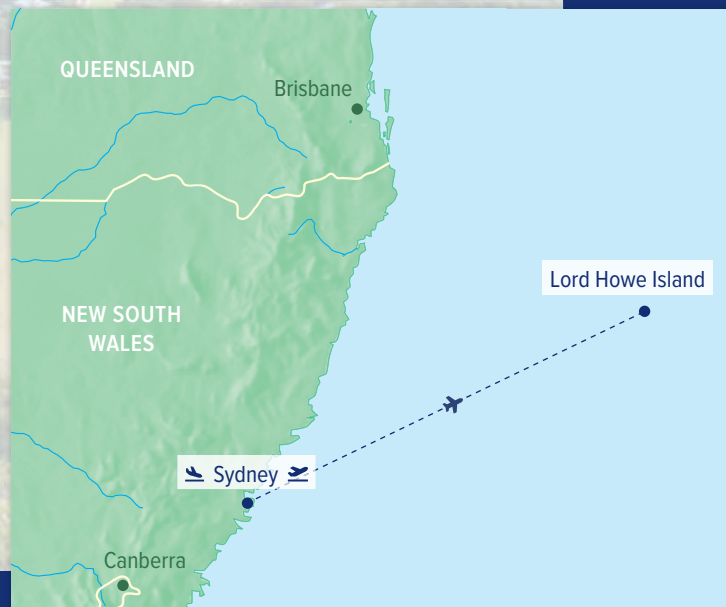 QUEENSLAND
Brisbane
Lord Howe Island
NEW SOUTH
WALES
Sydney
Canberra